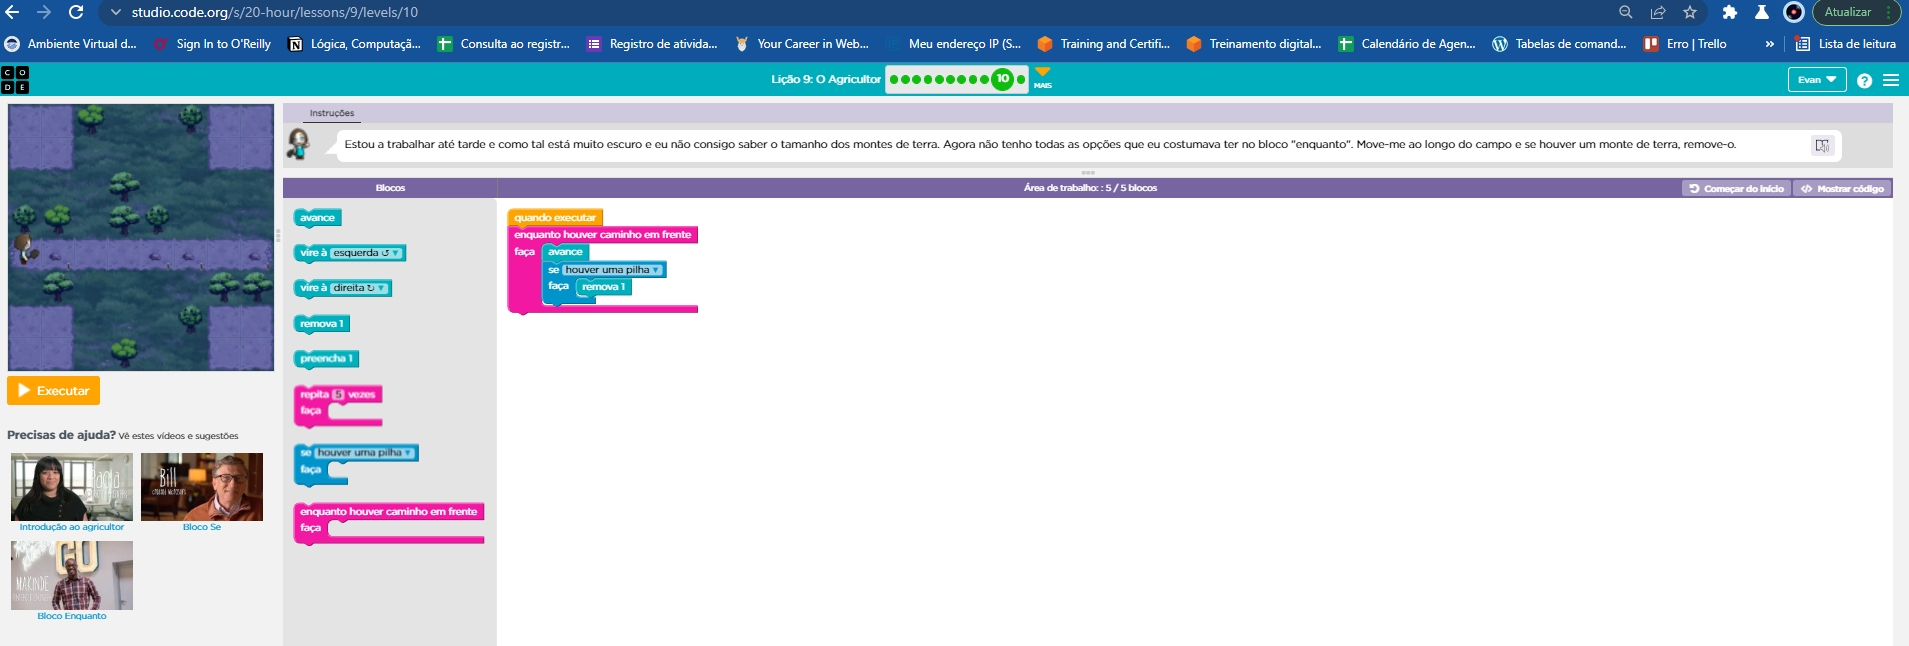 studio.code.org/s/20-hour/lessons/9/levels/10
Atualizar
Ambiente Virtual d...
Sign In to O'Reilly
Lógica, Computaçã...
Consulta ao registr...
Registro de ativida...
Your Career in Web...
Meu endereço IP (S...
Training and Certifi...
Treinamento digital...
Calendário de Agen...
Tabelas de comand...
Erro | Trello
»
Lista de leitura
C O
D E
Lição 9: O Agricultor
10
MAIS
Evan
?
Instruções
Estou a trabalhar até tarde e como tal está muito escuro e eu não consigo saber o tamanho dos montes de terra. Agora não tenho todas as opções que eu costumava ter no bloco "enquanto". Move-me ao longo do campo e se houver um monte de terra, remove-o.
Blocos
Área de trabalho: : 5 / 5 blocos
Começar do início
Mostrar código
avance
vire à esquerda ↺
vire à direita ↻
remova 1
preencha 1
repita 5 vezes
faça
se houver uma pilha
faça
enquanto houver caminho em frente
faça
quando executar
enquanto houver caminho em frente
faça avance
se houver uma pilha
faça remova 1
Executar
Precisas de ajuda? Vê estes vídeos e sugestões
Introdução ao agricultor
Bill
Bloco Se
MAKINDE
Bloco Enquanto